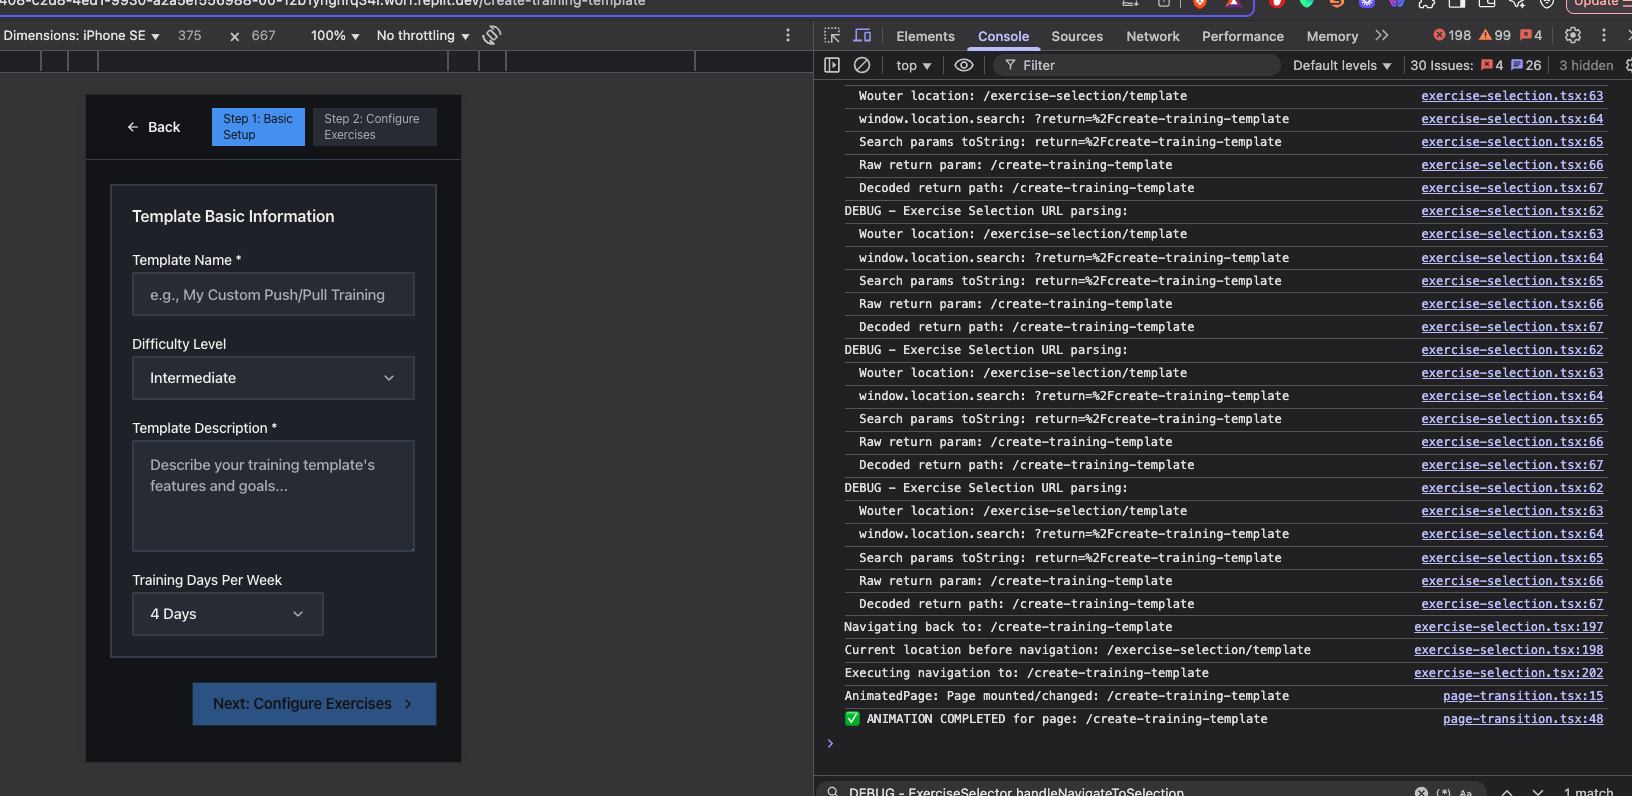 /create-training-template
Update
Dimensions: iPhone SE ▼ 375 x 667 100% ▼ No throttling ▼
Elements Console Sources Network Performance Memory 198 99 4
top ▼ Filter Default levels ▼ 30 Issues: 4 26 3 hidden
← Back
Step 1: Basic
Setup
Step 2: Configure
Exercises
Template Basic Information
Template Name *
e.g., My Custom Push/Pull Training
Difficulty Level
Intermediate
Template Description *
Describe your training template's
features and goals...
Training Days Per Week
4 Days
Next: Configure Exercises >
Wouter location: /exercise-selection/template exercise-selection.tsx:63
window.location.search: ?return=%2Fcreate-training-template exercise-selection.tsx:64
Search params toString: return=%2Fcreate-training-template exercise-selection.tsx:65
Raw return param: /create-training-template exercise-selection.tsx:66
Decoded return path: /create-training-template exercise-selection.tsx:67
DEBUG - Exercise Selection URL parsing: exercise-selection.tsx:62
Wouter location: /exercise-selection/template exercise-selection.tsx:63
window.location.search: ?return=%2Fcreate-training-template exercise-selection.tsx:64
Search params toString: return=%2Fcreate-training-template exercise-selection.tsx:65
Raw return param: /create-training-template exercise-selection.tsx:66
Decoded return path: /create-training-template exercise-selection.tsx:67
DEBUG - Exercise Selection URL parsing: exercise-selection.tsx:62
Wouter location: /exercise-selection/template exercise-selection.tsx:63
window.location.search: ?return=%2Fcreate-training-template exercise-selection.tsx:64
Search params toString: return=%2Fcreate-training-template exercise-selection.tsx:65
Raw return param: /create-training-template exercise-selection.tsx:66
Decoded return path: /create-training-template exercise-selection.tsx:67
DEBUG - Exercise Selection URL parsing: exercise-selection.tsx:62
Wouter location: /exercise-selection/template exercise-selection.tsx:63
window.location.search: ?return=%2Fcreate-training-template exercise-selection.tsx:64
Search params toString: return=%2Fcreate-training-template exercise-selection.tsx:65
Raw return param: /create-training-template exercise-selection.tsx:66
Decoded return path: /create-training-template exercise-selection.tsx:67
Navigating back to: /create-training-template exercise-selection.tsx:197
Current location before navigation: /exercise-selection/template exercise-selection.tsx:198
Executing navigation to: /create-training-template exercise-selection.tsx:202
AnimatedPage: Page mounted/changed: /create-training-template page-transition.tsx:15
✅ ANIMATION COMPLETED for page: /create-training-template page-transition.tsx:48
>
DEBUG - ExerciseSelector handleNavigateToSelection (.*) Aa 1 match